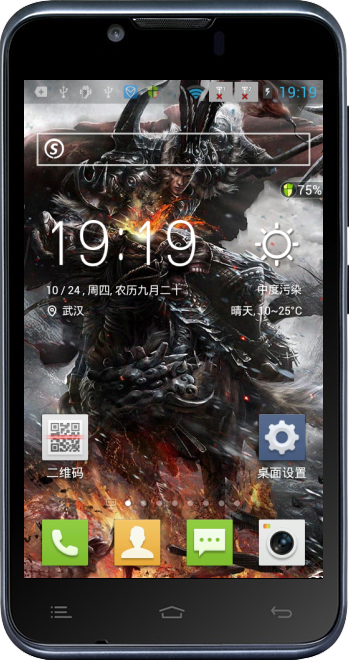 19:19
S
75%
19:19
10 / 24 , 周四, 农历九月二十
中度污染
武汉
晴天, 10~25°C
二维码
桌面设置